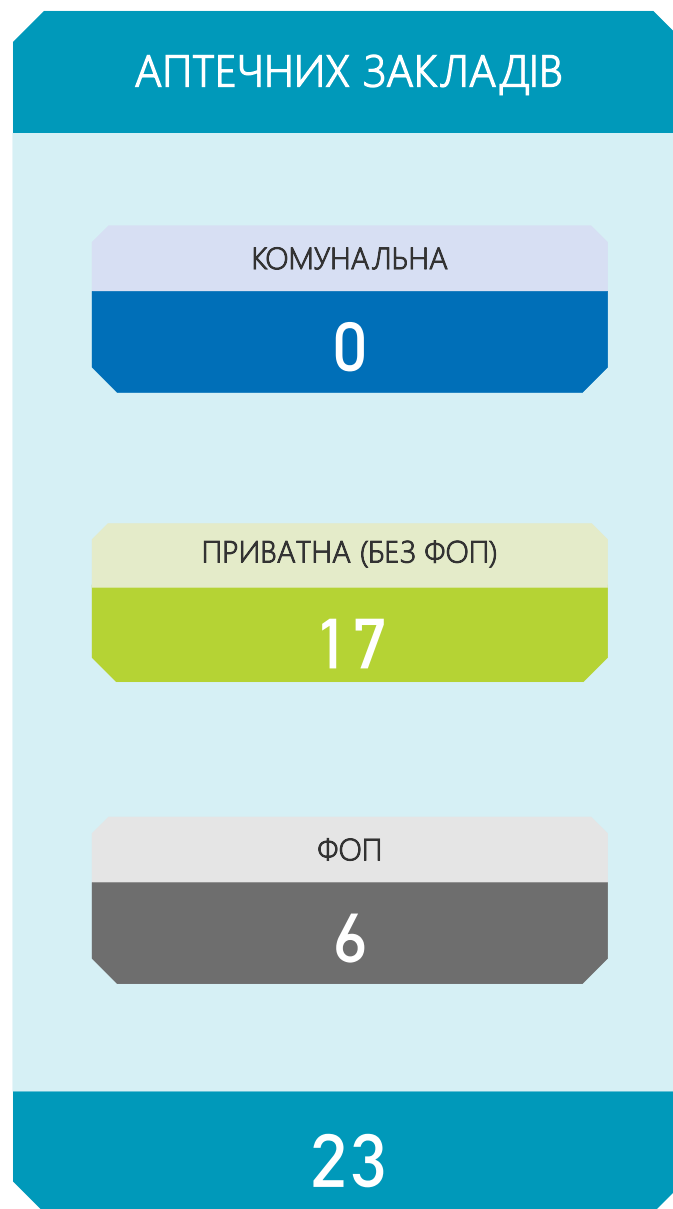 АПТЕЧНИХ ЗАКЛАДІВ
КОМУНАЛЬНА
0
ПРИВАТНА (БЕЗ ФОП)
17
ФОП
6
23